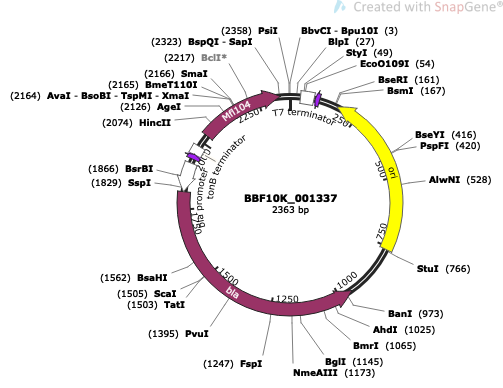 Created with SnapGene®
(2358) PsiI
BbvCI - Bpu10I (3)
(2323) BspQI - SapI
BlpI (27)
(2217) BclI*
StyI (49)
(2166) SmaI
EcoO109I (54)
(2165) BmeT110I
BseRI (161)
(2164) AvaI - BsoBI - TspMI - XmaI
BsmI (167)
(2126) AgeI
(2074) HincII
Mfl104
2250
T7 terminator
250
BseYI (416)
PspFI (420)
2000
tonB terminator
500
ori
AlwNI (528)
(1866) BsrBI
(1829) SspI
bla promoter
1750
BBF10K_001337
2363 bp
750
StuI (766)
(1562) BsaHI
(1505) ScaI
(1503) TatI
1500
bla
1250
1000
BanI (973)
(1395) PvuI
AhdI (1025)
BmrI (1065)
(1247) FspI
BglI (1145)
NmeAIII (1173)